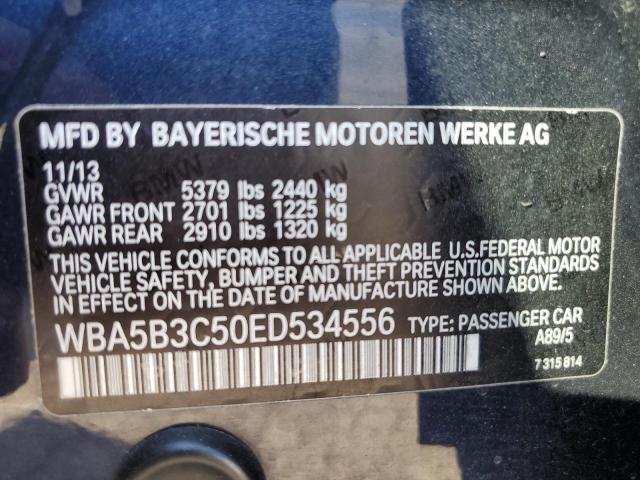 MFD BY BAYERISCHE MOTOREN WERKE AG
11/13
GVWR 5379 lbs 2440 kg
GAWR FRONT 2701 lbs 1225 kg
GAWR REAR 2910 lbs 1320 kg
THIS VEHICLE CONFORMS TO ALL APPLICABLE U.S.FEDERAL MOTOR
VEHICLE SAFETY, BUMPER AND THEFT PREVENTION STANDARDS
IN EFFECT ON THE DATE OF MANUFACTURE SHOWN ABOVE.
WBA5B3C50ED534556 TYPE: PASSENGER CAR
A89/5
7 315 814